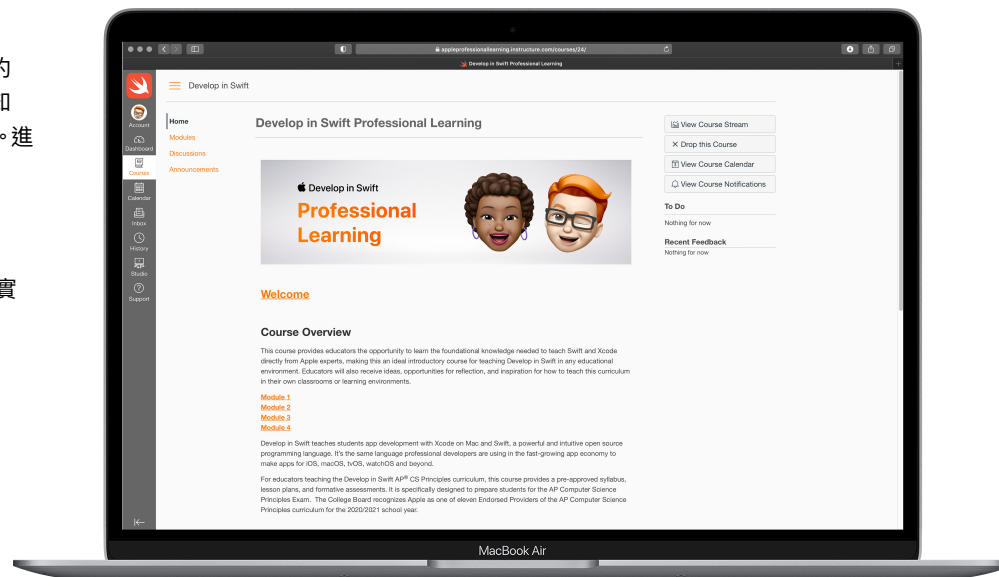 的
和
。進
實
appleprofessionallearning.instructure.com/courses/24/
Develop in Swift Professional Learning
Develop in Swift
Account
Dashboard
Courses
Calendar
Inbox
History
Studio
Support
Home
Modules
Discussions
Announcements
Develop in Swift Professional Learning
Develop in Swift
Professional
Learning
Welcome
Course Overview
This course provides educators the opportunity to learn the foundational knowledge needed to teach Swift and Xcode
directly from Apple experts, making this an ideal introductory course for teaching Develop in Swift in any educational
environment. Educators will also receive ideas, opportunities for reflection, and inspiration for how to teach this curriculum
in their own classrooms or learning environments.
Module 1
Module 2
Module 3
Module 4
Develop in Swift teaches students app development with Xcode on Mac and Swift, a powerful and intuitive open source
programming language. It's the same language professional developers are using in the fast-growing app economy to
make apps for iOS, macOS, tvOS, watchOS and beyond.
For educators teaching the Develop in Swift AP® CS Principles curriculum, this course provides a pre-approved syllabus,
lesson plans, and formative assessments. It is specifically designed to prepare students for the AP Computer Science
Principles Exam. The College Board recognizes Apple as one of eleven Endorsed Providers of the AP Computer Science
Principles curriculum for the 2020/2021 school year.
View Course Stream
Drop this Course
View Course Calendar
View Course Notifications
To Do
Nothing for now
Recent Feedback
Nothing for now
MacBook Air